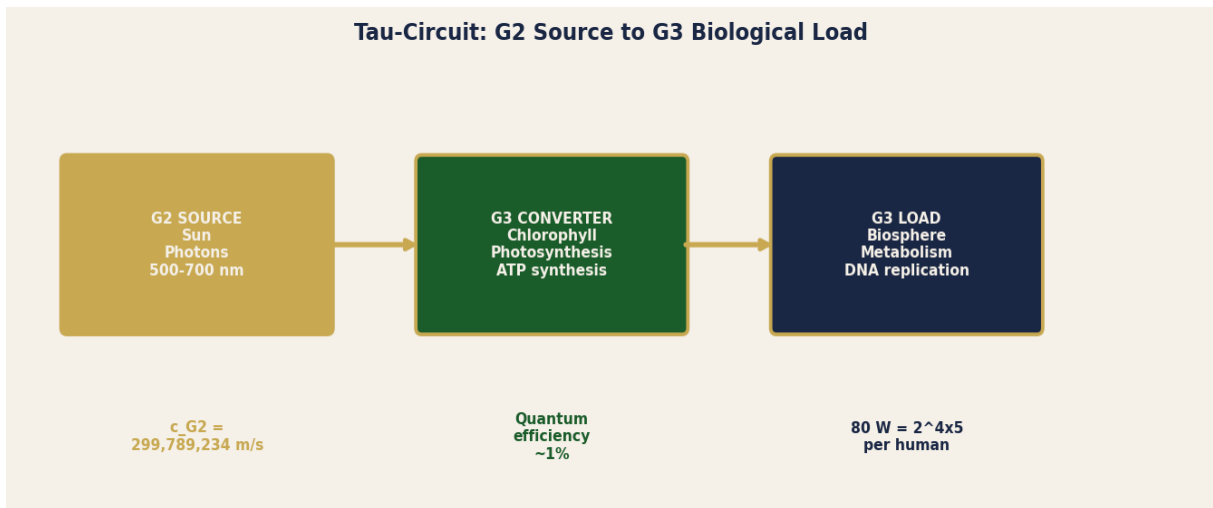 Tau-Circuit: G2 Source to G3 Biological Load
G2 SOURCE
Sun
Photons
500-700 nm
G3 CONVERTER
Chlorophyll
Photosynthesis
ATP synthesis
G3 LOAD
Biosphere
Metabolism
DNA replication
c_G2 =
299,789,234 m/s
Quantum
efficiency
~1%
80 W = 2^4x5
per human